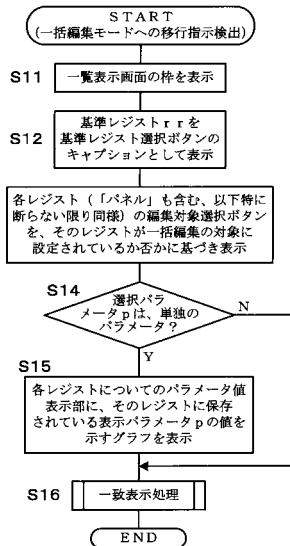 START
(一括編集モードへの移行指示検出)
S11
一覧表示画面の枠を表示
S12
基準レジストｒｒを
基準レジスト選択ボタンの
キャプションとして表示
各レジスト(「パネル」も含む、以下特に
断らない限り同様)の編集対象選択ボタン
を、そのレジストが一括編集の対象に
設定されているか否かに基づき表示
S14
選択パラ
メータｐは、単独の
パラメータ?
N
Y
S15
各レジストについてのパラメータ値
表示部に、そのレジストに保存
されている表示パラメータｐの値を
示すグラフを表示
S16
一致表示処理
END